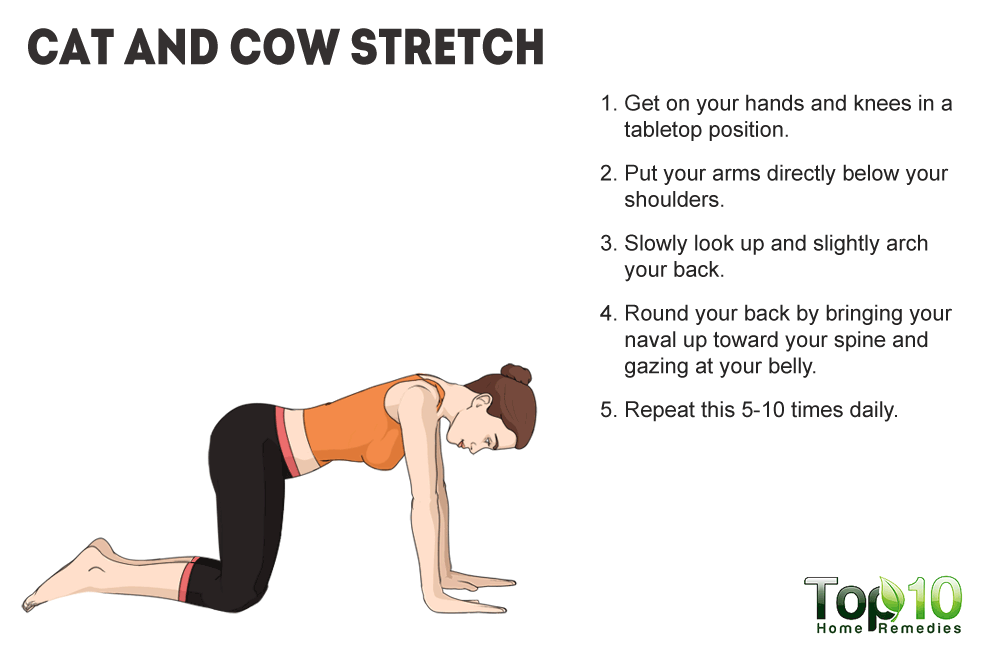 CAT AND COW STRETCH
1. Get on your hands and knees in a
tabletop position.
2. Put your arms directly below your
shoulders.
3. Slowly look up and slightly arch
your back.
4. Round your back by bringing your
naval up toward your spine and
gazing at your belly.
5. Repeat this 5-10 times daily.
Top10
Home Remedies